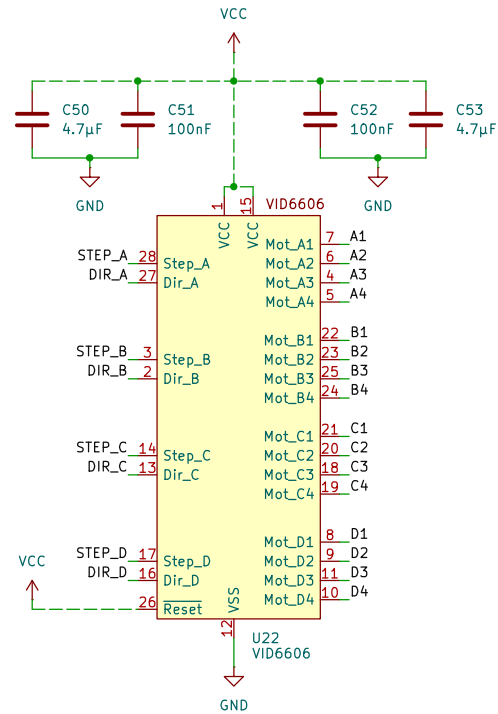 VCC
C50
4.7µF
C51
100nF
C52
100nF
C53
4.7µF
GND
GND
1
15
VID6606
VCC
VCC
STEP_A 28 Step_A
DIR_A 27 Dir_A
STEP_B 3 Step_B
DIR_B 2 Dir_B
STEP_C 14 Step_C
DIR_C 13 Dir_C
STEP_D 17 Step_D
DIR_D 16 Dir_D
VCC
26 Reset
Mot_A1 7 A1
Mot_A2 6 A2
Mot_A3 4 A3
Mot_A4 5 A4
Mot_B1 22 B1
Mot_B2 23 B2
Mot_B3 25 B3
Mot_B4 24 B4
Mot_C1 21 C1
Mot_C2 20 C2
Mot_C3 18 C3
Mot_C4 19 C4
Mot_D1 8 D1
Mot_D2 9 D2
Mot_D3 11 D3
Mot_D4 10 D4
VSS
12
U22
VID6606
GND